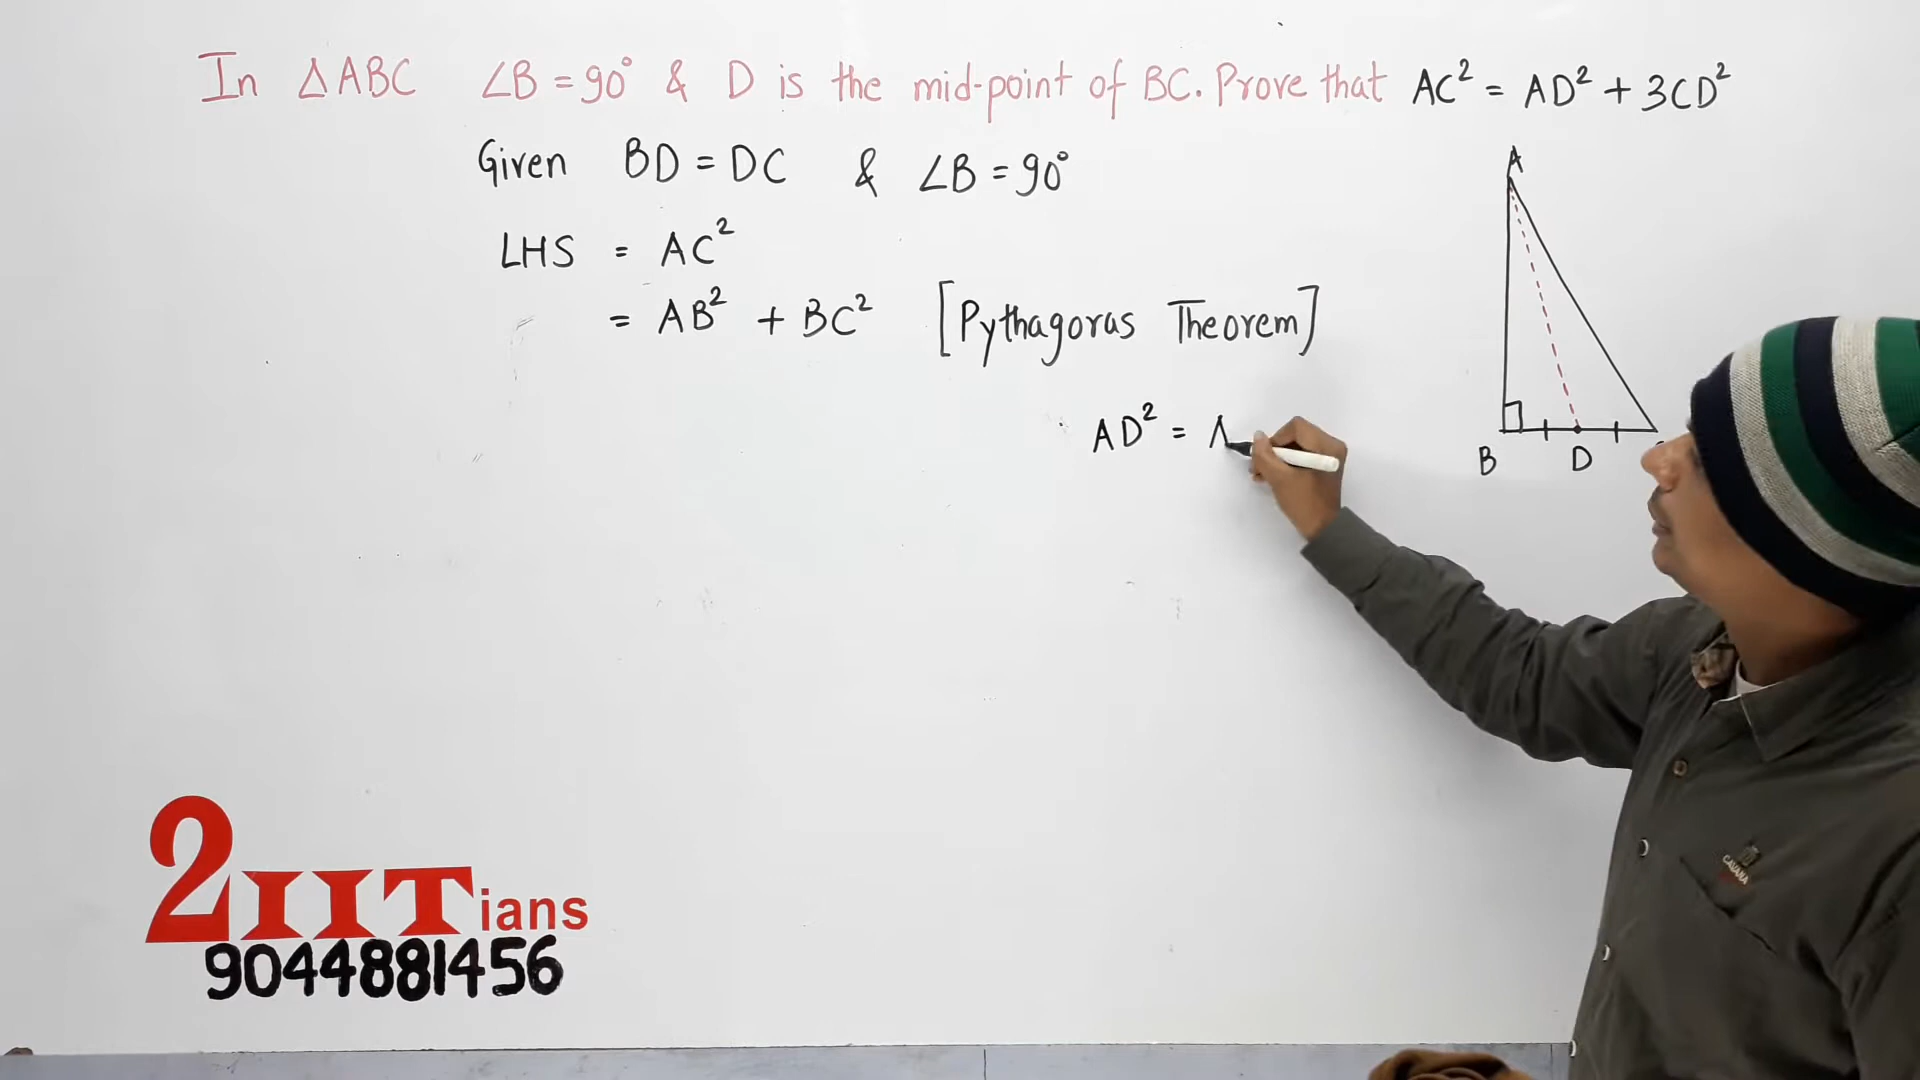 In ΔABC ∠B = 90° & D is the mid-point of BC. Prove that AC² = AD² + 3CD²
Given BD = DC & ∠B = 90°
LHS = AC²
= AB² + BC² [Pythagoras Theorem]
AD² =
A
B D
2IITians
9044881456
CAVANA